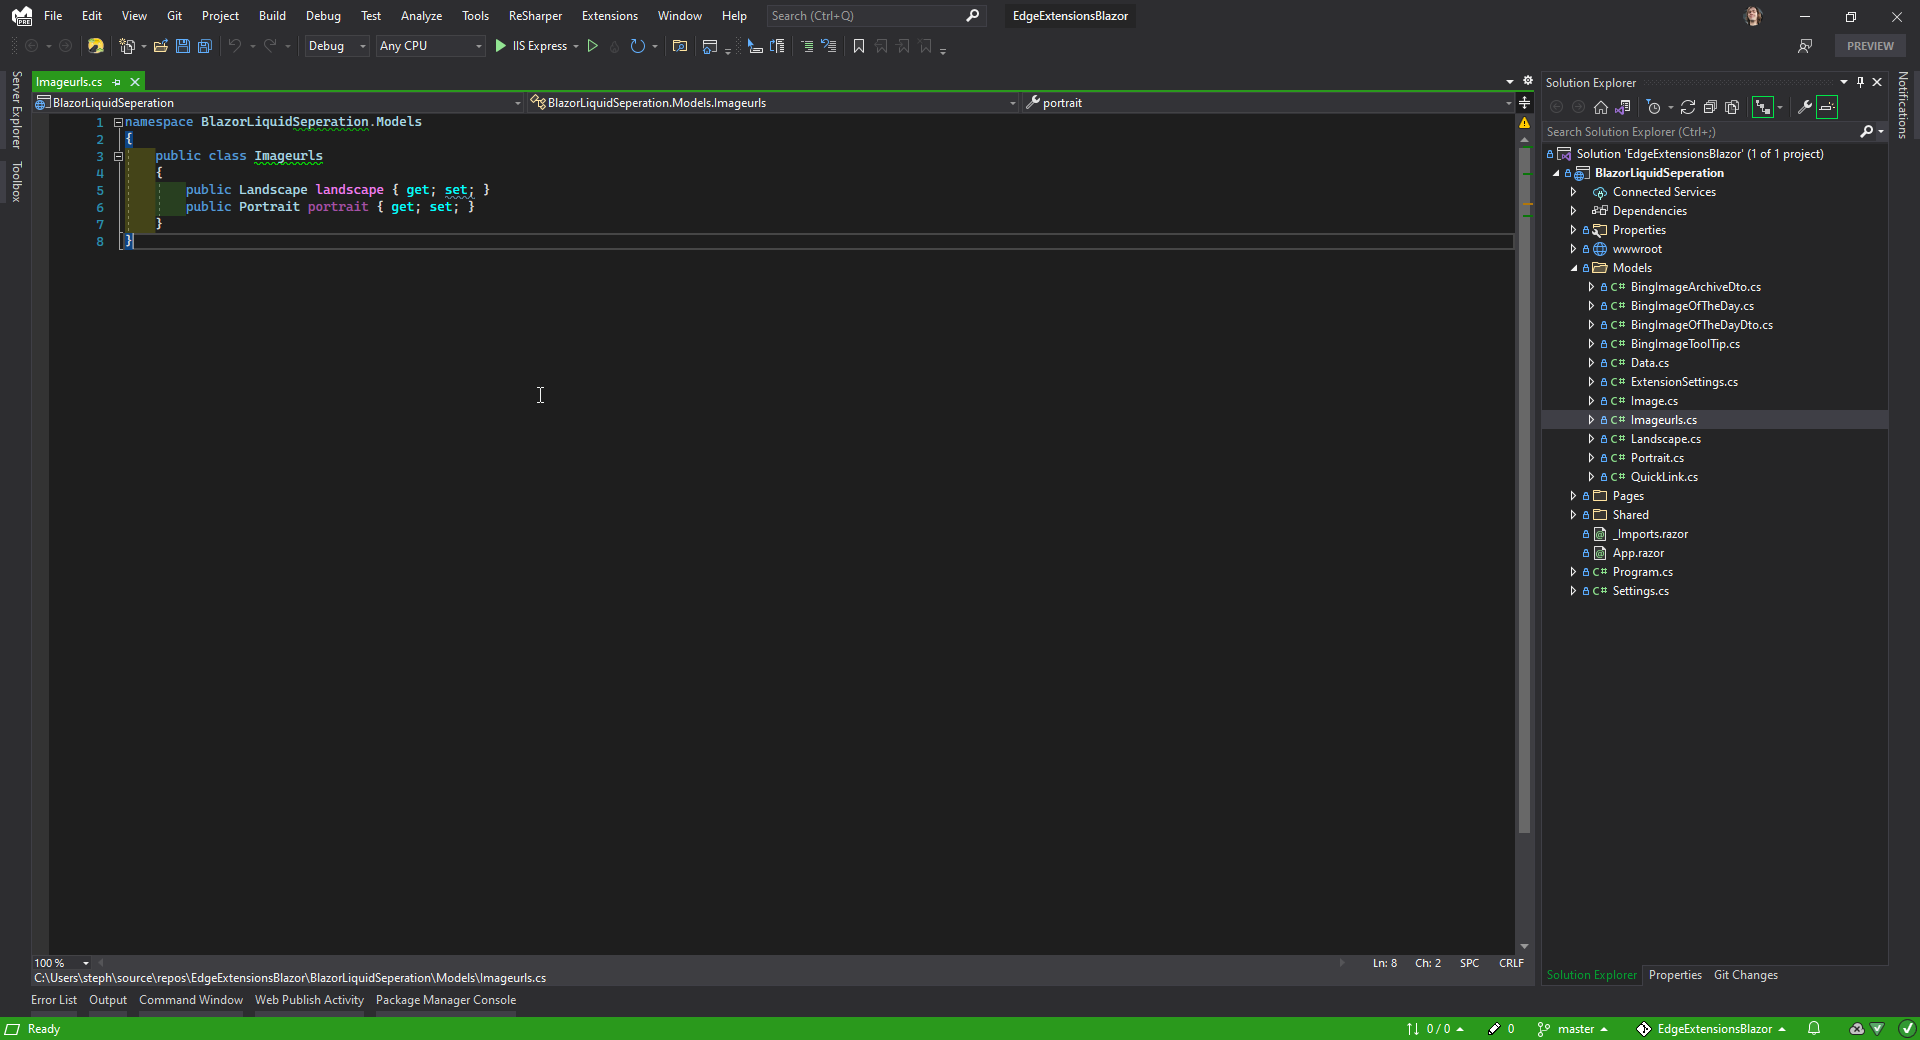 File Edit View Git Project Build Debug Test Analyze Tools ReSharper Extensions Window Help Search (Ctrl+Q) EdgeExtensionsBlazor
Debug Any CPU IIS Express PREVIEW
Server Explorer
Toolbox
Imageurls.cs
BlazorLiquidSeperation BlazorLiquidSeperation.Models.Imageurls portrait
1 namespace BlazorLiquidSeperation.Models
2 {
3 public class Imageurls
4 {
5 public Landscape landscape { get; set; }
6 public Portrait portrait { get; set; }
7 }
8 }
100 % Ln: 8 Ch: 2 SPC CRLF
C:\Users\steph\source\repos\EdgeExtensionsBlazor\BlazorLiquidSeperation\Models\Imageurls.cs
Error List Output Command Window Web Publish Activity Package Manager Console
Solution Explorer
Search Solution Explorer (Ctrl+;)
Solution 'EdgeExtensionsBlazor' (1 of 1 project)
BlazorLiquidSeperation
Connected Services
Dependencies
Properties
wwwroot
Models
C# BingImageArchiveDto.cs
C# BingImageOfTheDay.cs
C# BingImageOfTheDayDto.cs
C# BingImageToolTip.cs
C# Data.cs
C# ExtensionSettings.cs
C# Image.cs
C# Imageurls.cs
C# Landscape.cs
C# Portrait.cs
C# QuickLink.cs
Pages
Shared
_Imports.razor
App.razor
C# Program.cs
C# Settings.cs
Solution Explorer Properties Git Changes
Notifications
Ready 0 / 0 0 master EdgeExtensionsBlazor